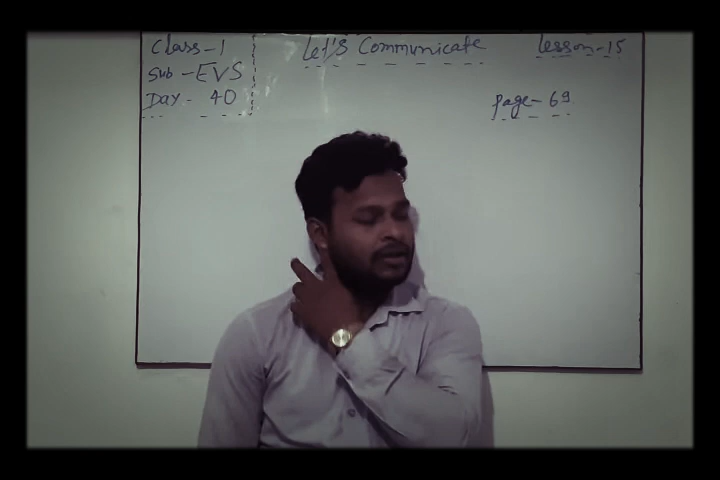 Class-1
Let's Communicate
Lesson-15
Sub-EVS
Day- 40
page-69.